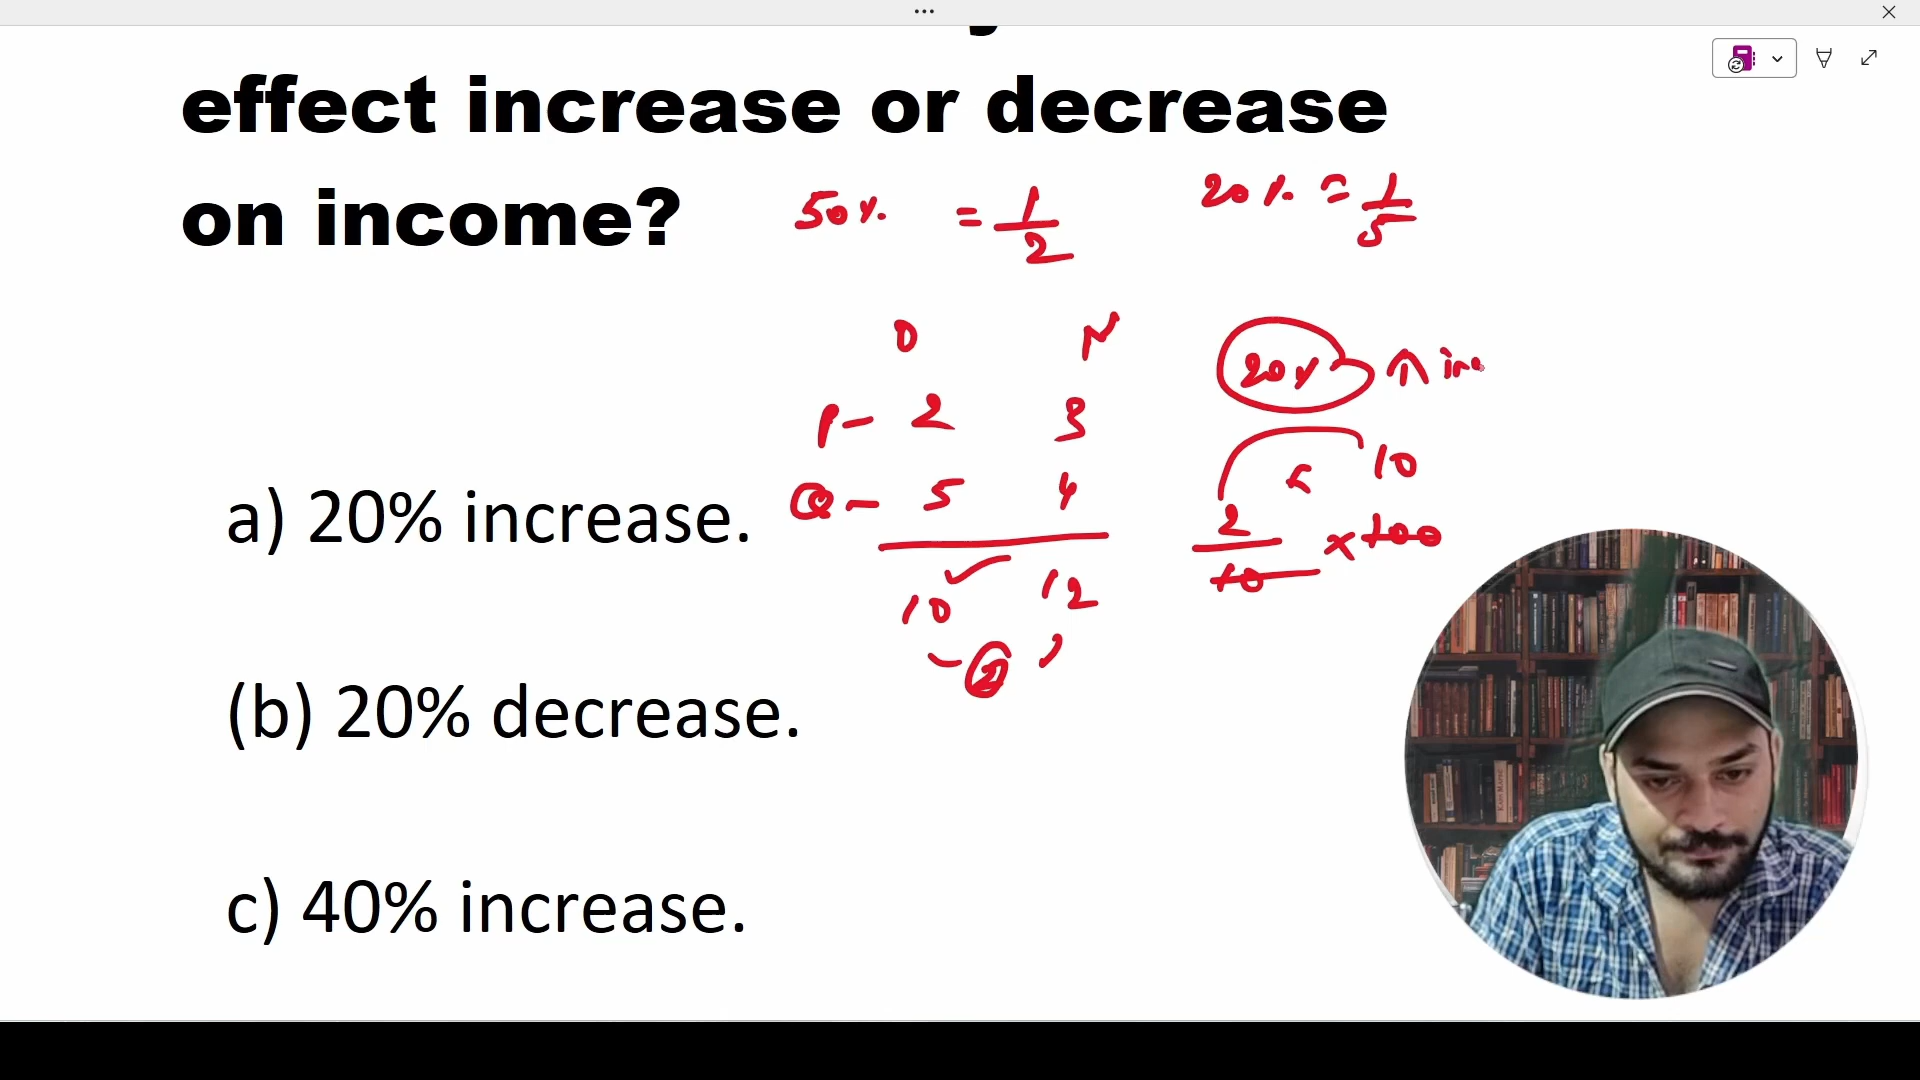 effect increase or decrease
on income?
50% = 1/2
20% = 1/5
O N
20% ↑ inc
P - 2 3
Q - 5 4
10
2/10 × 100
10 12
2
a) 20% increase.
(b) 20% decrease.
c) 40% increase.